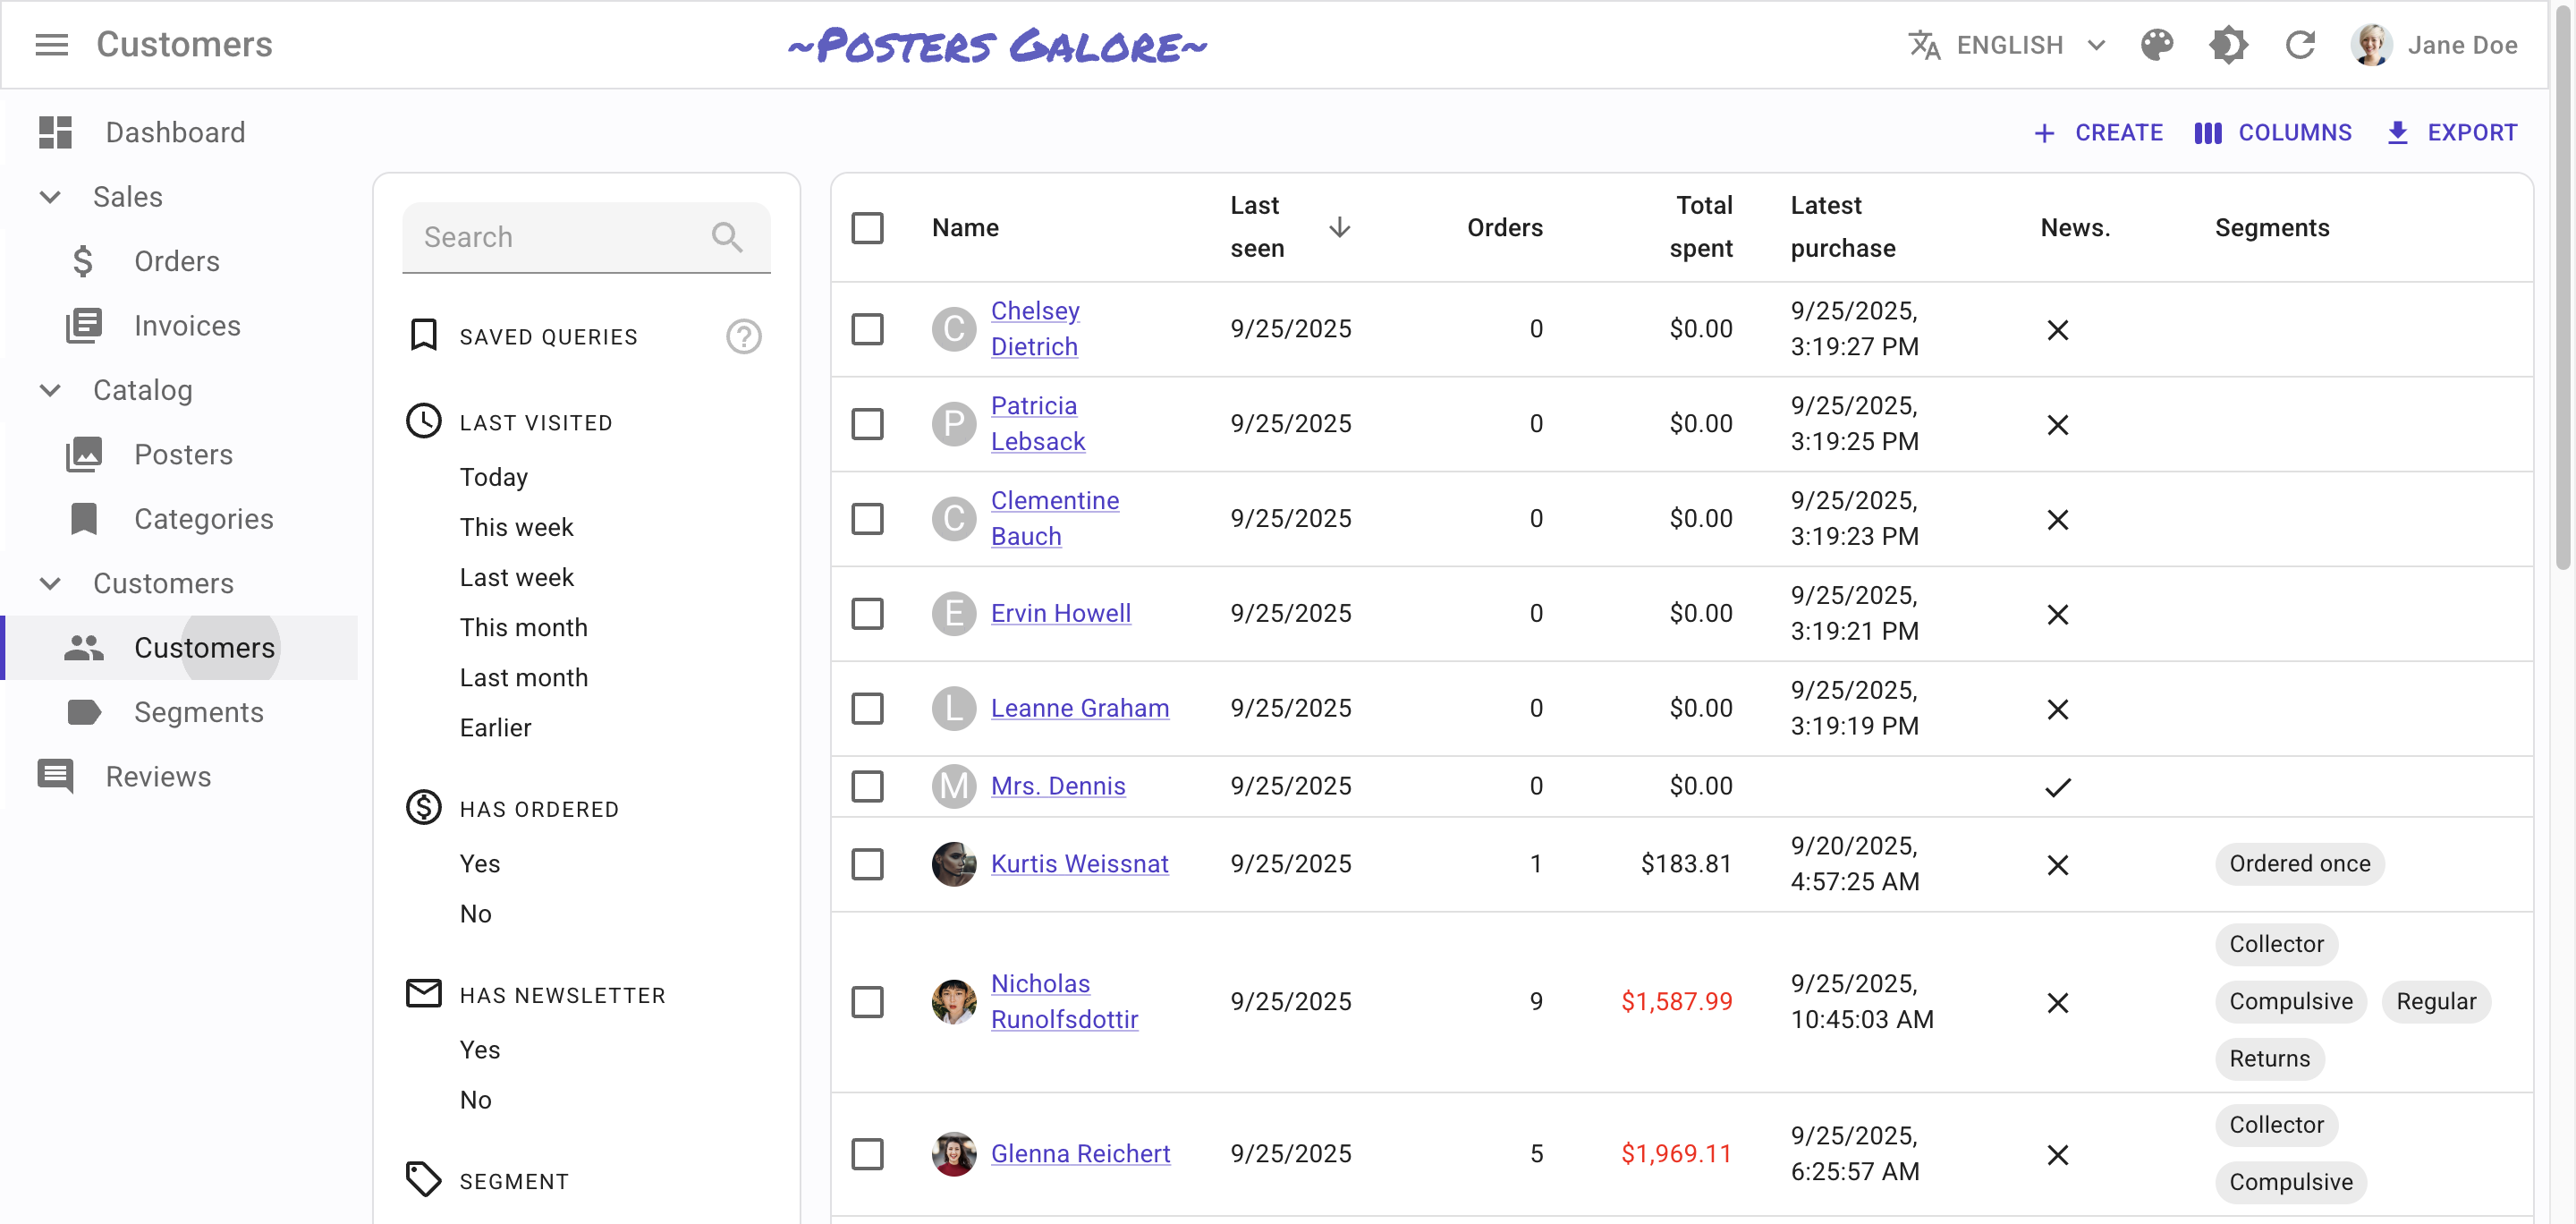 Customers
~Posters Galore~
ENGLISH
Jane Doe
Dashboard
Sales
Orders
Invoices
Catalog
Posters
Categories
Customers
Customers
Segments
Reviews
CREATE
COLUMNS
EXPORT
Search
SAVED QUERIES
?
LAST VISITED
Today
This week
Last week
This month
Last month
Earlier
HAS ORDERED
Yes
No
HAS NEWSLETTER
Yes
No
SEGMENT
Name
Last
seen
Orders
Total
spent
Latest
purchase
News.
Segments
C
Chelsey
Dietrich
9/25/2025
0
$0.00
9/25/2025,
3:19:27 PM
P
Patricia
Lebsack
9/25/2025
0
$0.00
9/25/2025,
3:19:25 PM
C
Clementine
Bauch
9/25/2025
0
$0.00
9/25/2025,
3:19:23 PM
E
Ervin Howell
9/25/2025
0
$0.00
9/25/2025,
3:19:21 PM
L
Leanne Graham
9/25/2025
0
$0.00
9/25/2025,
3:19:19 PM
M
Mrs. Dennis
9/25/2025
0
$0.00
Kurtis Weissnat
9/25/2025
1
$183.81
9/20/2025,
4:57:25 AM
Ordered once
Nicholas
Runolfsdottir
9/25/2025
9
$1,587.99
9/25/2025,
10:45:03 AM
Collector
Compulsive
Regular
Returns
Glenna Reichert
9/25/2025
5
$1,969.11
9/25/2025,
6:25:57 AM
Collector
Compulsive